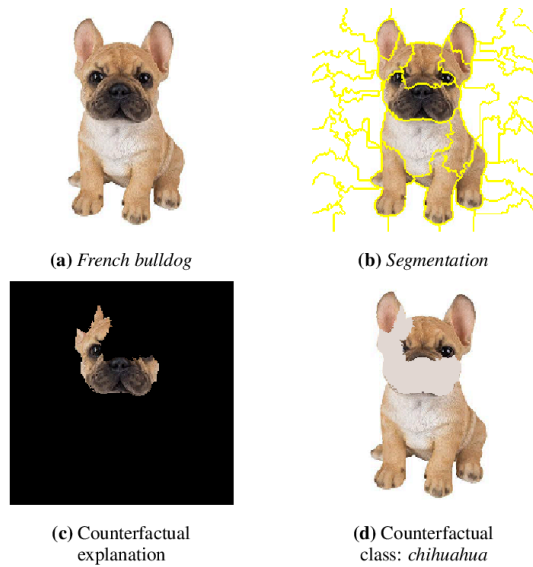 (a) French bulldog
(b) Segmentation
(c) Counterfactual
explanation
(d) Counterfactual
class: chihuahua